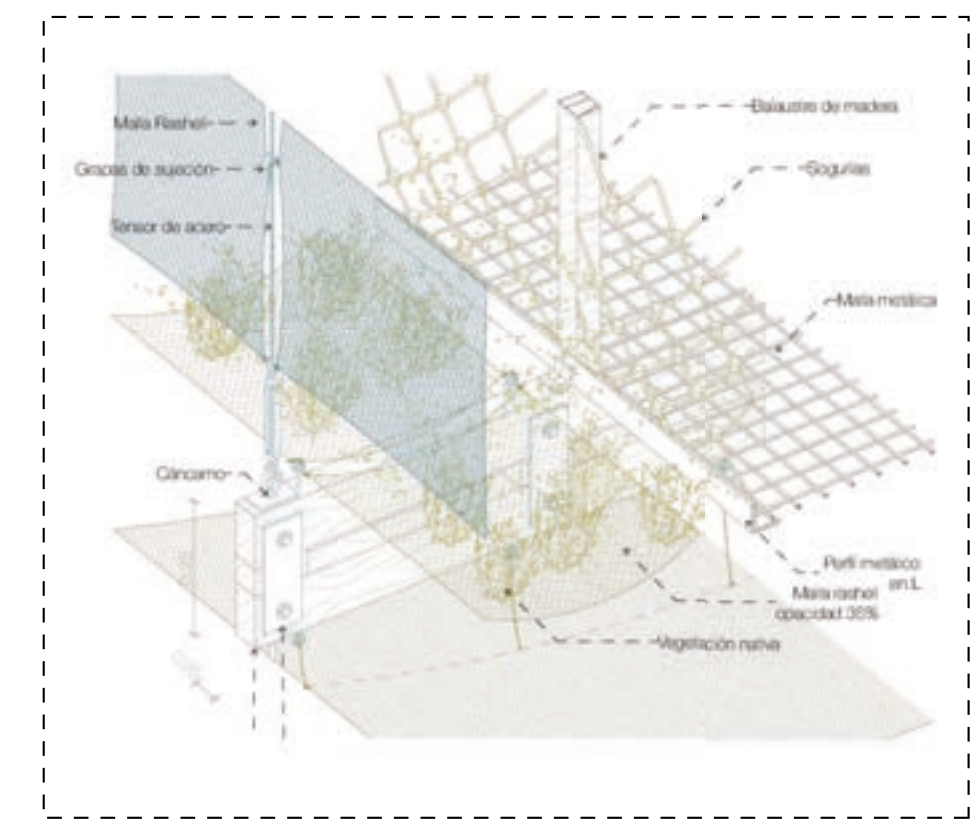 Malla Rashel
Grapas de sujeción
Tensor de acero
Cáncamo
Balaustre de madera
Soguillas
Malla metálica
Perfil metálico
en L
Malla rashel
opacidad 35%
Vegetación nativa